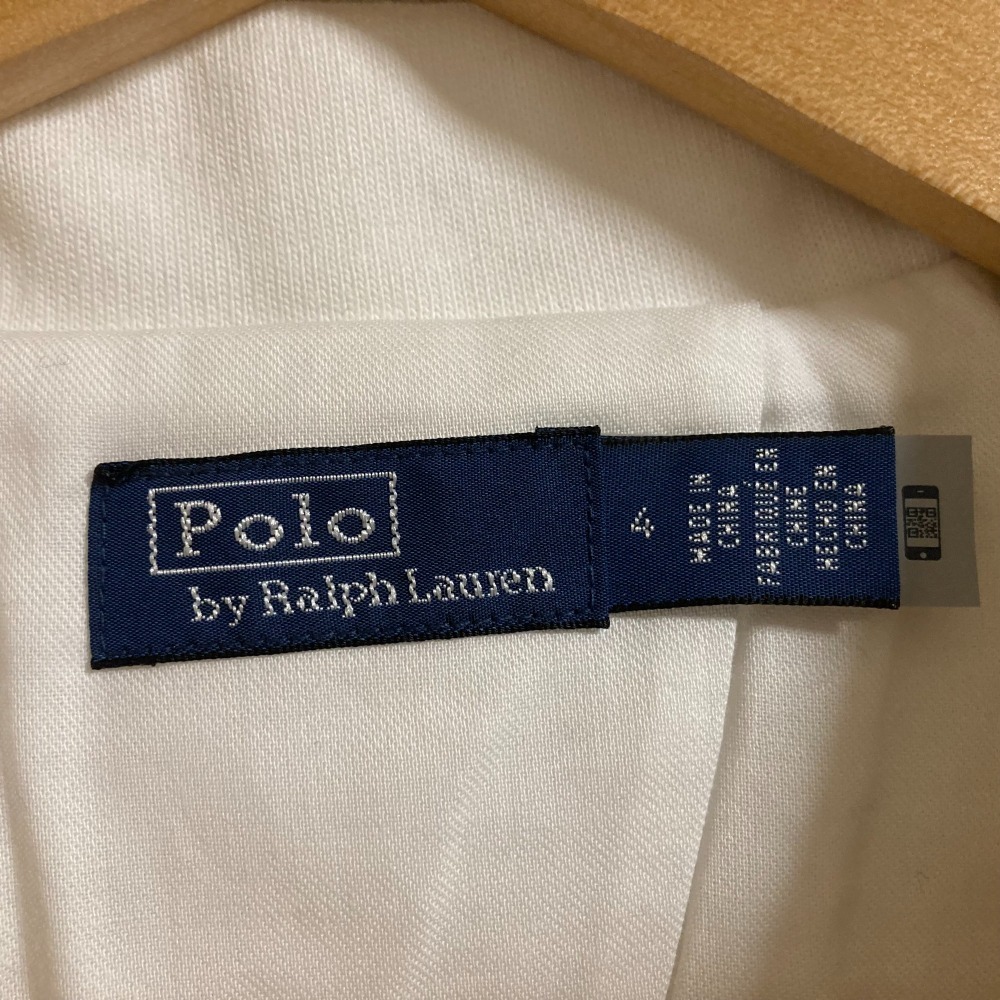 Polo
by Ralph Lauren
4
MADE IN
CHINA
FABRIQUÉ EN
CHINE
HECHO EN
CHINA